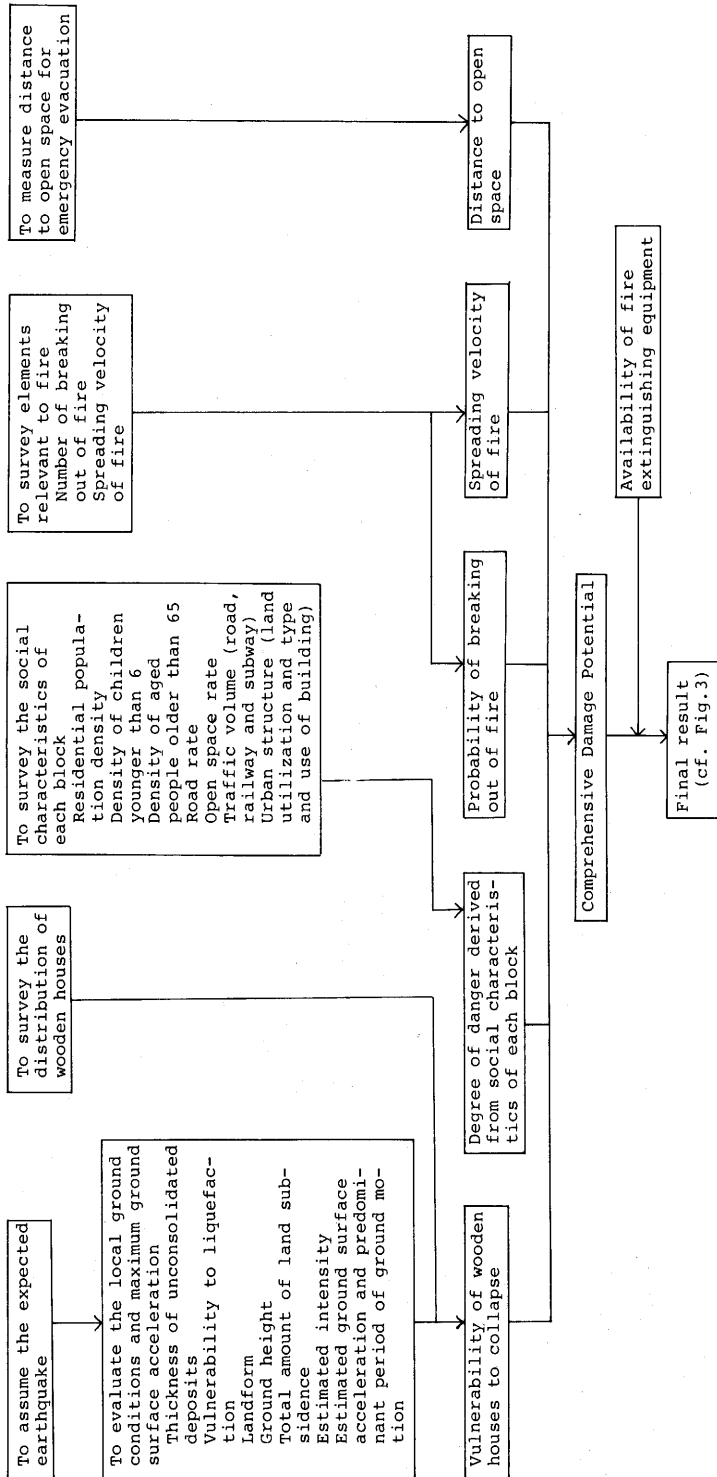 To assume the expected
earthquake
To evaluate the local ground
conditions and maximum ground
surface acceleration
Thickness of unconsolidated
deposits
Vulnerability to liquefac-
tion
Landform
Ground height
Total amount of land sub-
sidence
Estimated intensity
Estimated ground surface
acceleration and predomi-
nant period of ground mo-
tion
To survey the
distribution of
wooden houses
To survey the social
characteristics of
each block
Residential popula-
tion density
Density of children
younger than 6
Density of aged
people older than 65
Road rate
Open space rate
Traffic volume (road,
railway and subway)
Urban structure (land
utilization and type
and use of building)
To survey elements
relevant to fire
Number of breaking
out of fire
Spreading velocity
of fire
To measure distance
to open space for
emergency evacuation
Vulnerability of wooden
houses to collapse
Degree of danger derived
from social characteris-
tics of each block
Probability of breaking
out of fire
Spreading velocity
of fire
Distance to open
space
Comprehensive Damage Potential
Availability of fire
extinguishing equipment
Final result
(cf. Fig.3)